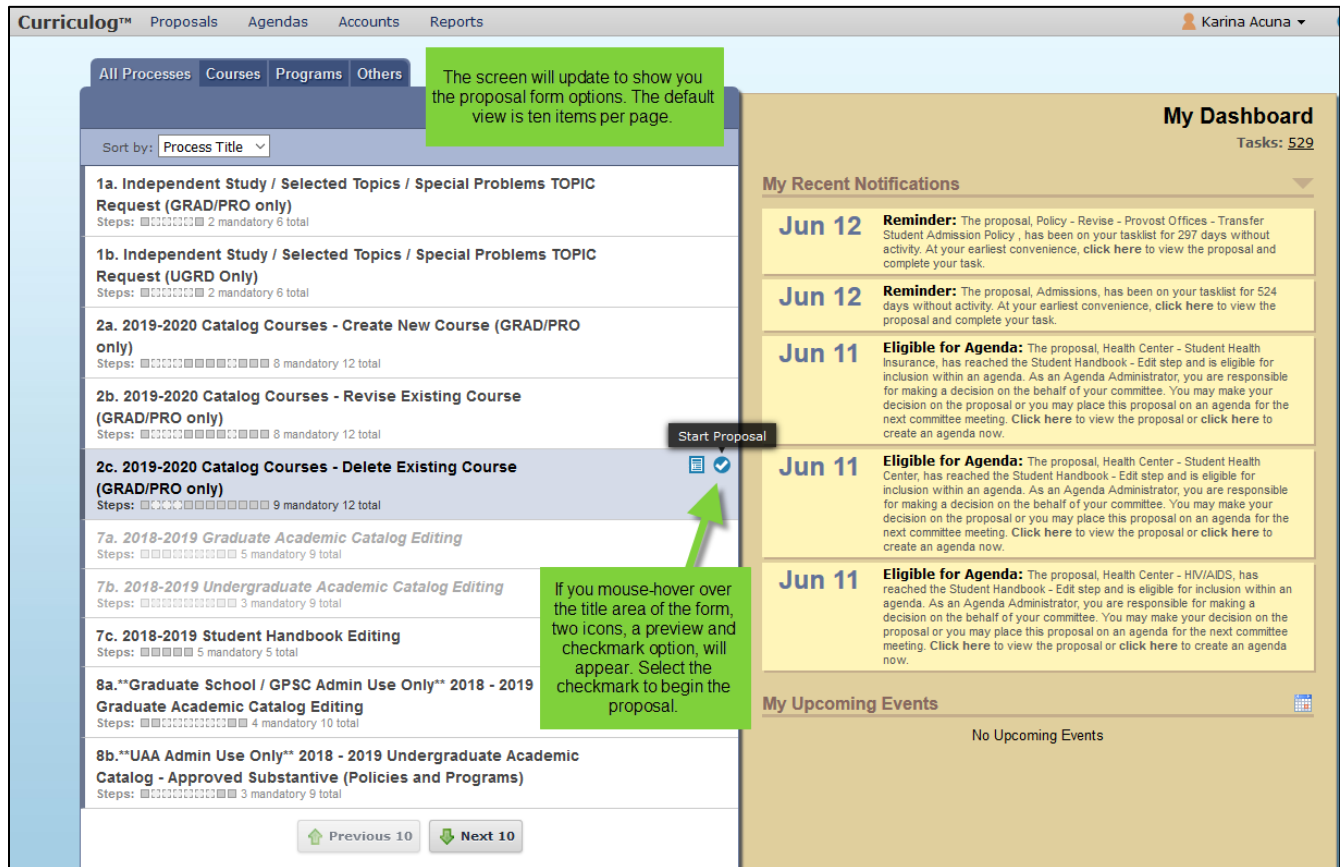 Curriculog™ Proposals Agendas Accounts Reports
Karina Acuna
All Processes Courses Programs Others
The screen will update to show you
the proposal form options. The default
view is ten items per page.
Sort by: Process Title
1a. Independent Study / Selected Topics / Special Problems TOPIC
Request (GRAD/PRO only)
Steps: 2 mandatory 6 total
1b. Independent Study / Selected Topics / Special Problems TOPIC
Request (UGRD Only)
Steps: 2 mandatory 6 total
2a. 2019-2020 Catalog Courses - Create New Course (GRAD/PRO
only)
Steps: 8 mandatory 12 total
2b. 2019-2020 Catalog Courses - Revise Existing Course
(GRAD/PRO only)
Steps: 8 mandatory 12 total
Start Proposal
2c. 2019-2020 Catalog Courses - Delete Existing Course
(GRAD/PRO only)
Steps: 9 mandatory 12 total
7a. 2018-2019 Graduate Academic Catalog Editing
Steps: 5 mandatory 9 total
7b. 2018-2019 Undergraduate Academic Catalog Editing
Steps: 3 mandatory 9 total
7c. 2018-2019 Student Handbook Editing
Steps: 5 mandatory 5 total
8a.**Graduate School / GPSC Admin Use Only** 2018 - 2019
Graduate Academic Catalog Editing
Steps: 4 mandatory 10 total
8b.**UAA Admin Use Only** 2018 - 2019 Undergraduate Academic
Catalog - Approved Substantive (Policies and Programs)
Steps: 3 mandatory 9 total
Previous 10 Next 10
If you mouse-hover over
the title area of the form,
two icons, a preview and
checkmark option, will
appear. Select the
checkmark to begin the
proposal.
My Dashboard
Tasks: 529
My Recent Notifications
Jun 12
Reminder: The proposal, Policy - Revise - Provost Offices - Transfer
Student Admission Policy , has been on your tasklist for 297 days without
activity. At your earliest convenience, click here to view the proposal and
complete your task.
Jun 12
Reminder: The proposal, Admissions, has been on your tasklist for 524
days without activity. At your earliest convenience, click here to view the
proposal and complete your task.
Jun 11
Eligible for Agenda: The proposal, Health Center - Student Health
Insurance, has reached the Student Handbook - Edit step and is eligible for
inclusion within an agenda. As an Agenda Administrator, you are responsible
for making a decision on the behalf of your committee. You may make your
decision on the proposal or you may place this proposal on an agenda for the
next committee meeting. Click here to view the proposal or click here to
create an agenda now.
Jun 11
Eligible for Agenda: The proposal, Health Center - Student Health
Center, has reached the Student Handbook - Edit step and is eligible for
inclusion within an agenda. As an Agenda Administrator, you are responsible
for making a decision on the behalf of your committee. You may make your
decision on the proposal or you may place this proposal on an agenda for the
next committee meeting. Click here to view the proposal or click here to
create an agenda now.
Jun 11
Eligible for Agenda: The proposal, Health Center - HIV/AIDS, has
reached the Student Handbook - Edit step and is eligible for inclusion within an
agenda. As an Agenda Administrator, you are responsible for making a
decision on the behalf of your committee. You may make your decision on the
proposal or you may place this proposal on an agenda for the next committee
meeting. Click here to view the proposal or click here to create an agenda
now.
My Upcoming Events
No Upcoming Events